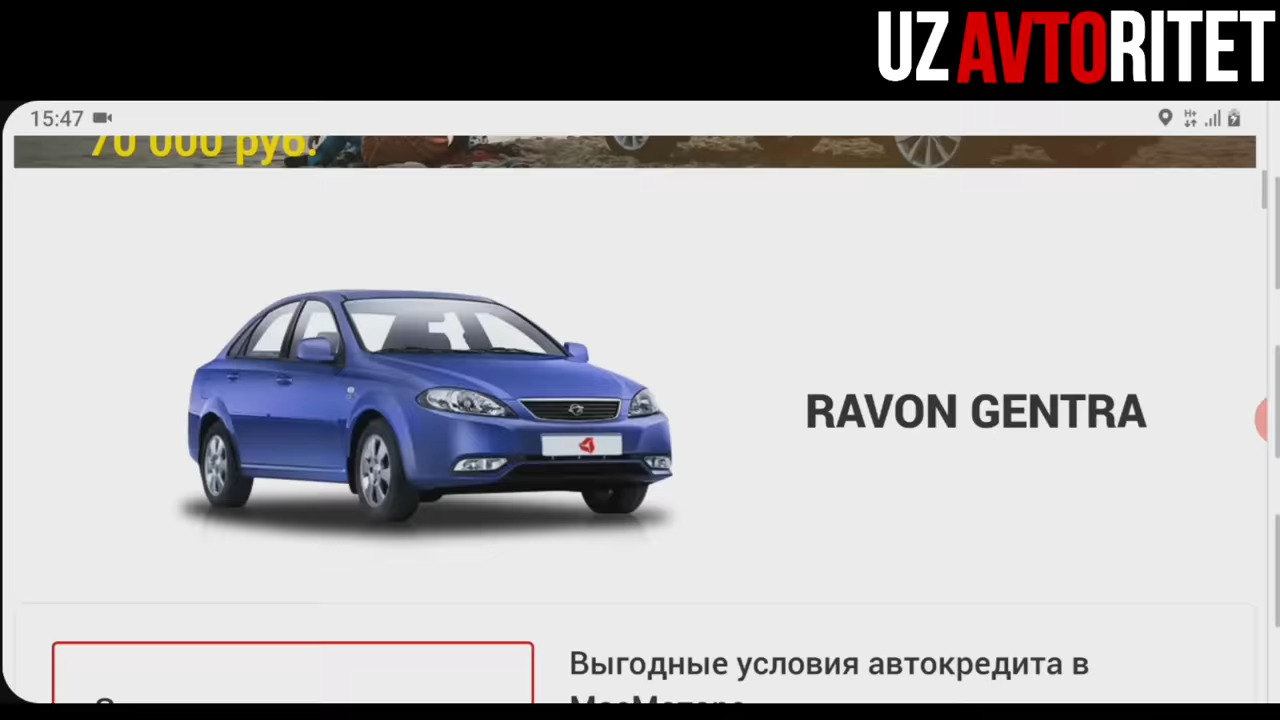 UZAVTORITET
15:47
70 000 руб.
RAVON GENTRA
Выгодные условия автокредита в